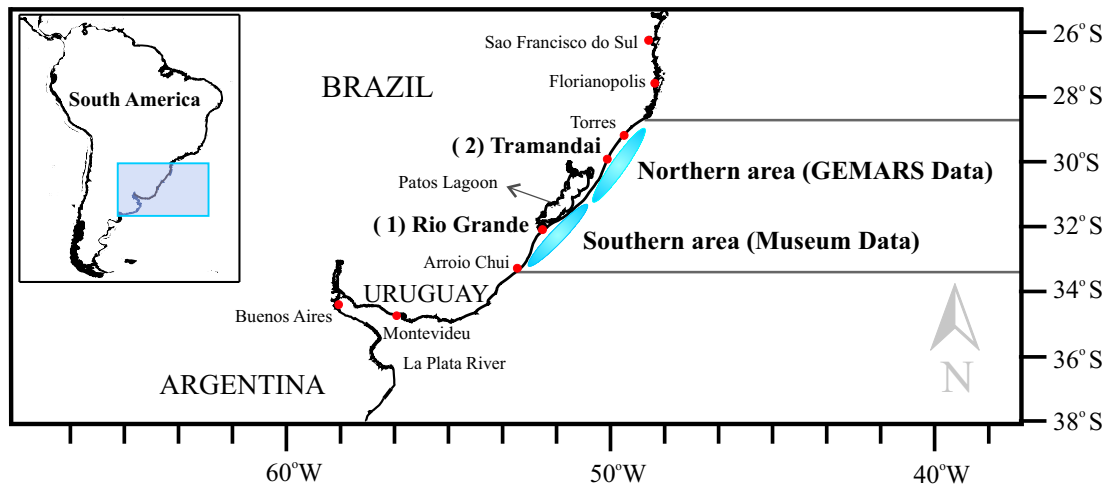 South America
BRAZIL
Sao Francisco do Sul
Florianopolis
Torres
( 2) Tramandai
Patos Lagoon
( 1) Rio Grande
Arroio Chui
URUGUAY
Buenos Aires
Montevideu
La Plata River
ARGENTINA
Northern area (GEMARS Data)
Southern area (Museum Data)
N
26°S
28°S
30°S
32°S
34°S
36°S
38°S
60°W
50°W
40°W